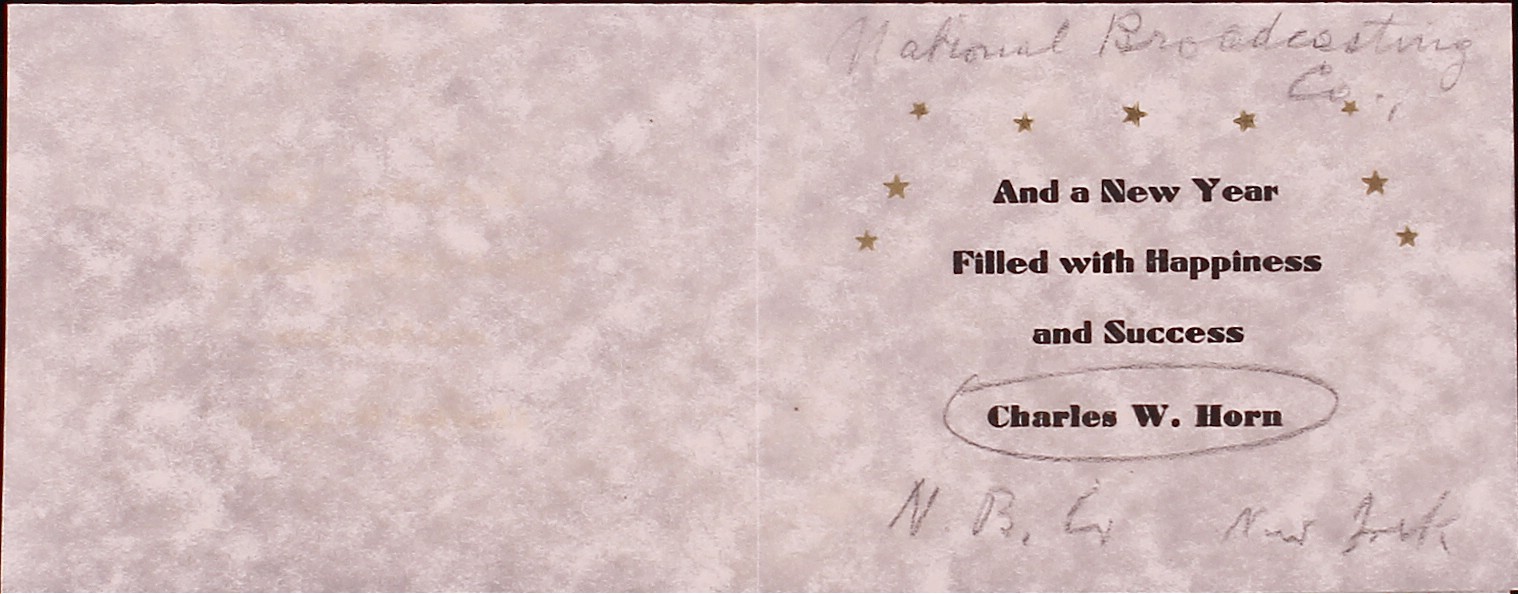 National Broadcasting
Co.,
And a New Year
Filled with Happiness
and Success
Charles W. Horn
N. B. Co New York